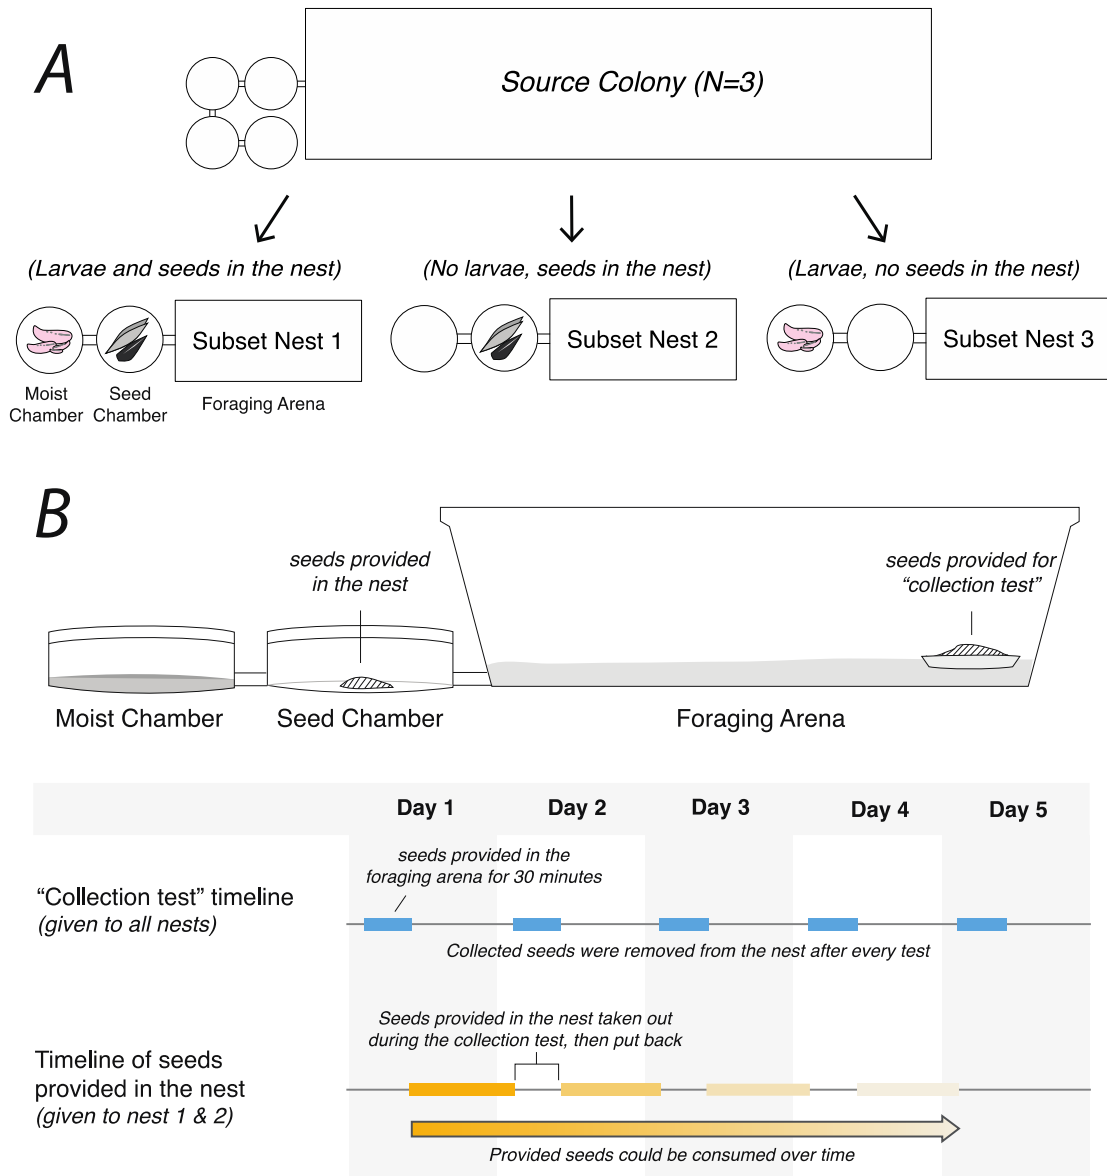 A
Source Colony (N=3)
(Larvae and seeds in the nest)
(No larvae, seeds in the nest)
(Larvae, no seeds in the nest)
Subset Nest 1
Subset Nest 2
Subset Nest 3
Moist
Chamber
Seed
Chamber
Foraging Arena
B
seeds provided
in the nest
seeds provided for
“collection test”
Moist Chamber
Seed Chamber
Foraging Arena
Day 1
Day 2
Day 3
Day 4
Day 5
seeds provided in the
foraging arena for 30 minutes
“Collection test” timeline
(given to all nests)
Collected seeds were removed from the nest after every test
Seeds provided in the nest taken out
during the collection test, then put back
Timeline of seeds
provided in the nest
(given to nest 1 & 2)
Provided seeds could be consumed over time